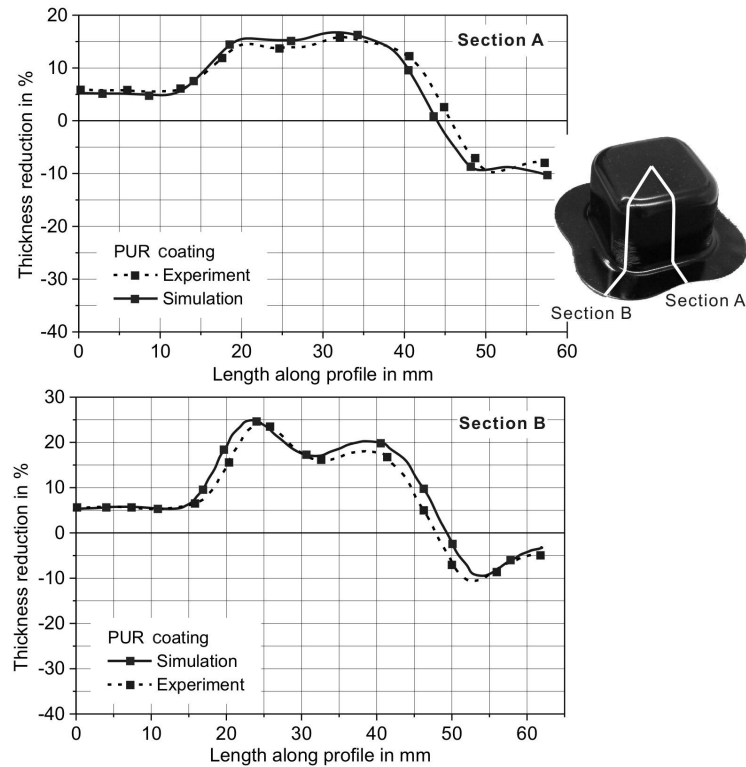 20
10
0
-10
-20
-30
-40
Thickness reduction in %
Section A
PUR coating
Experiment
Simulation
0 10 20 30 40 50 60
Length along profile in mm
Section B
Section A
30
20
10
0
-10
-20
-30
-40
Thickness reduction in %
Section B
PUR coating
Simulation
Experiment
0 10 20 30 40 50 60
Length along profile in mm